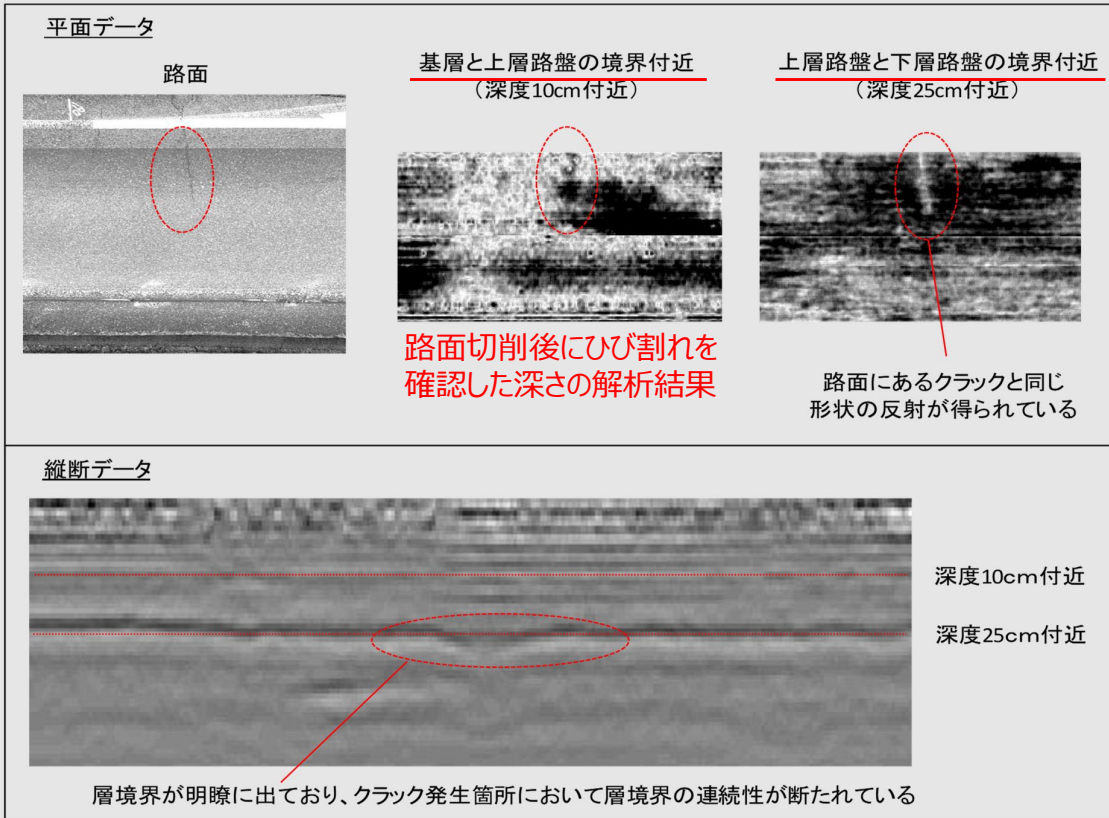 平面データ
路面
基層と上層路盤の境界付近
（深度10cm付近）
上層路盤と下層路盤の境界付近
（深度25cm付近）
路面切削後にひび割れを
確認した深さの解析結果
路面にあるクラックと同じ
形状の反射が得られている
縦断データ
深度10cm付近
深度25cm付近
層境界が明瞭に出ており、クラック発生箇所において層境界の連続性が断たれている